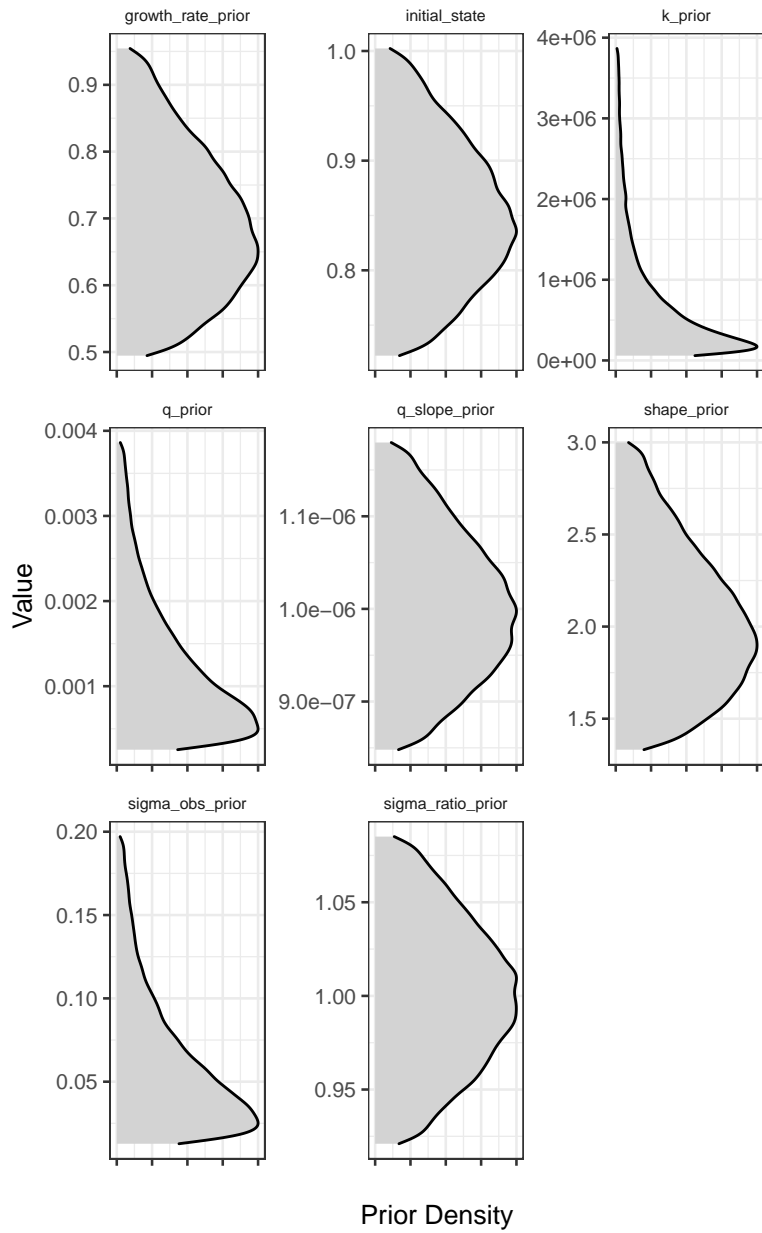 growth_rate_prior
initial_state
k_prior
0.9
0.8
0.7
0.6
0.5
1.0
0.9
0.8
4e+06
3e+06
2e+06
1e+06
0e+00
q_prior
q_slope_prior
shape_prior
0.004
0.003
0.002
0.001
1.1e−06
1.0e−06
9.0e−07
3.0
2.5
2.0
1.5
Value
sigma_obs_prior
sigma_ratio_prior
0.20
0.15
0.10
0.05
1.05
1.00
0.95
Prior Density